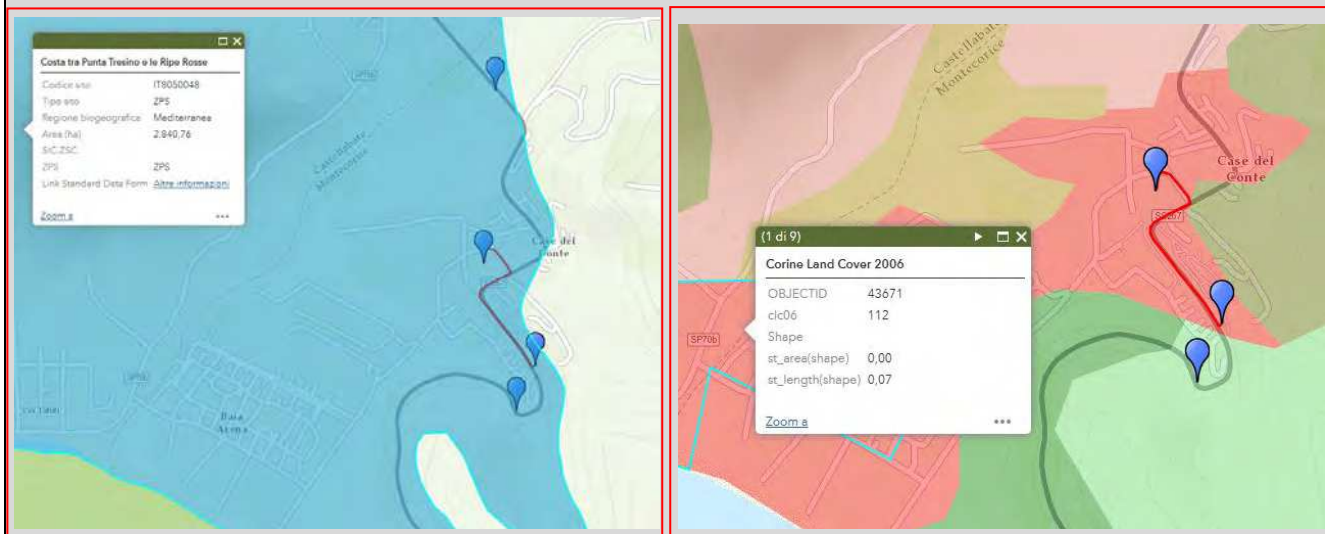 Costa tra Punta Tresino e le Ripe Rosse
Codice sito IT8050048
Tipo sito ZPS
Regione biogeografica Mediterranea
Area (ha) 2.840,76
SIC ZSC
ZPS ZPS
Link Standard Data Form Altre informazioni
Zoom a
Castellabate
Montecorice
Case del
Conte
Baia
Arena
Castellabate
Montecorice
Case del
Conte
SP267
(1 di 9)
Corine Land Cover 2006
OBJECTID 43671
clc06 112
Shape
st_area(shape) 0,00
st_length(shape) 0,07
Zoom a
SP70b